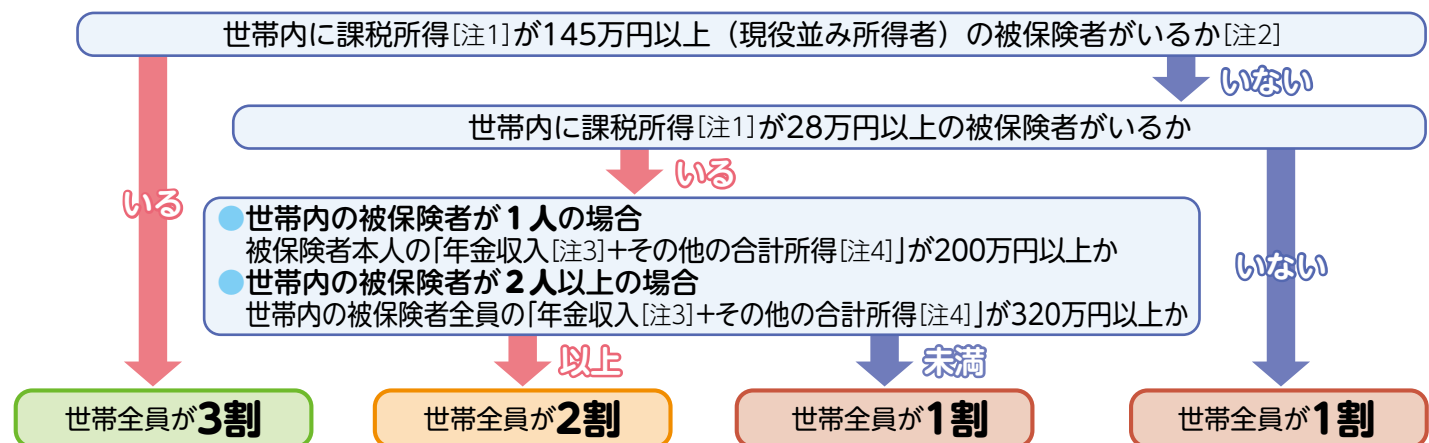 世帯内に課税所得[注1]が145万円以上（現役並み所得者）の被保険者がいるか[注2]
いない
世帯内に課税所得[注1]が28万円以上の被保険者がいるか
いる
いる
●世帯内の被保険者が１人の場合
被保険者本人の「年金収入[注3]+その他の合計所得[注4]」が200万円以上か
●世帯内の被保険者が２人以上の場合
世帯内の被保険者全員の「年金収入[注3]+その他の合計所得[注4]」が320万円以上か
いない
以上
未満
世帯全員が3割
世帯全員が2割
世帯全員が1割
世帯全員が1割